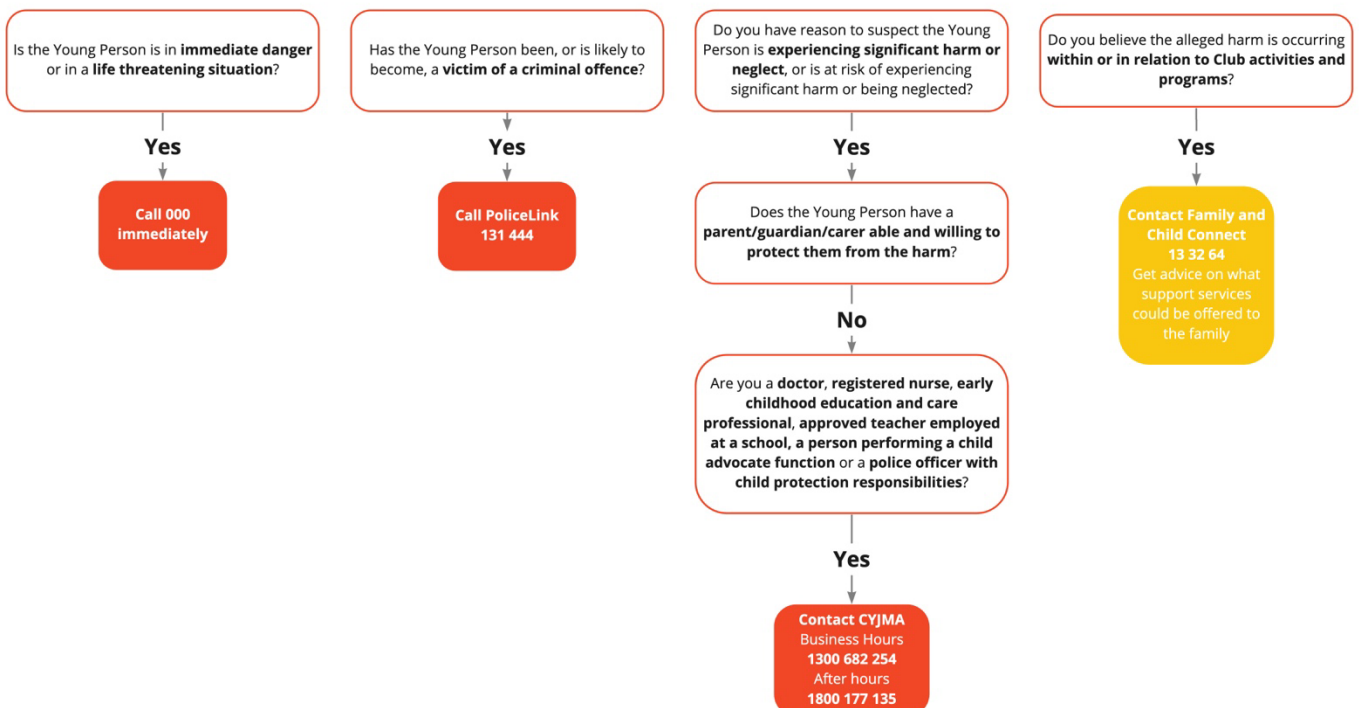 Is the Young Person is in immediate danger
or in a life threatening situation?
Yes
Call 000
immediately
Has the Young Person been, or is likely to
become, a victim of a criminal offence?
Yes
Call PoliceLink
131 444
Do you have reason to suspect the Young
Person is experiencing significant harm or
neglect, or is at risk of experiencing
significant harm or being neglected?
Yes
Does the Young Person have a
parent/guardian/carer able and willing to
protect them from the harm?
No
Are you a doctor, registered nurse, early
childhood education and care
professional, approved teacher employed
at a school, a person performing a child
advocate function or a police officer with
child protection responsibilities?
Yes
Contact CYJMA
Business Hours
1300 682 254
After hours
1800 177 135
Do you believe the alleged harm is occurring
within or in relation to Club activities and
programs?
Yes
Contact Family and
Child Connect
13 32 64
Get advice on what
support services
could be offered to
the family